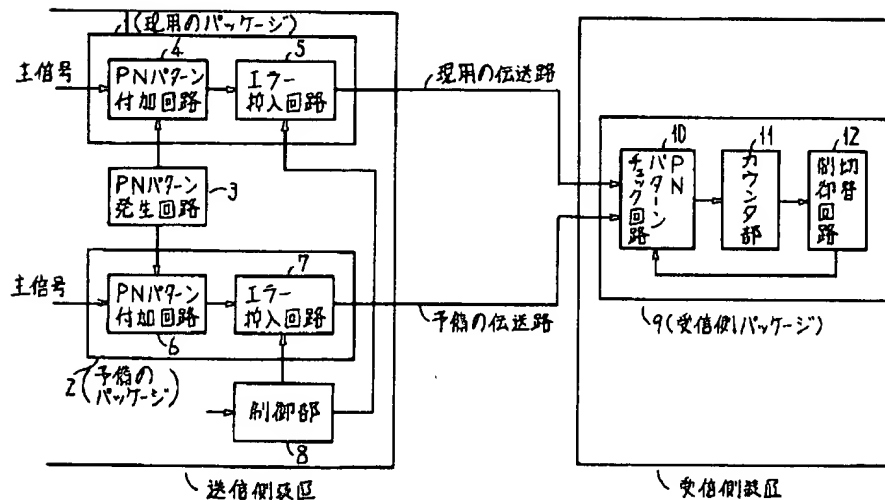 1(現用のパッケージ)
主信号
4
PNパターン
付加回路
5
エラー
挿入回路
現用の伝送路
PNパターン
発生回路
3
主信号
PNパターン
付加回路
6
7
エラー
挿入回路
予備の伝送路
2(予備の
パッケージ)
制御部
8
送信側装置
10
PN
パターン
チェック回路
11
カウンタ部
12
切替
制御回路
9(受信側パッケージ)
受信側装置